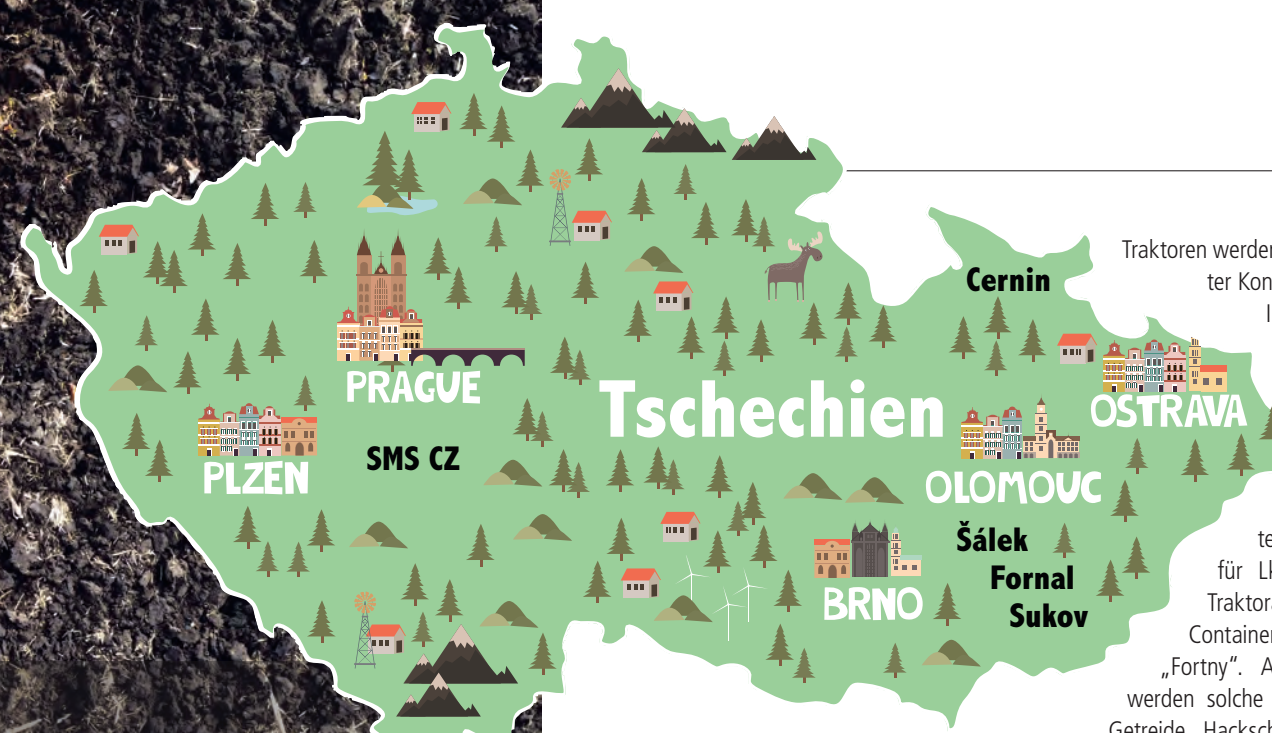 Cernin
PRAGUE
Tschechien
OSTRAVA
SMS CZ
PLZEN
OLOMOUC
Šálek
Fornal
Sukov
BRNO
Traktoren werden
ter Kon
für
Container
„Fortny“. A
werden solche
Getreide